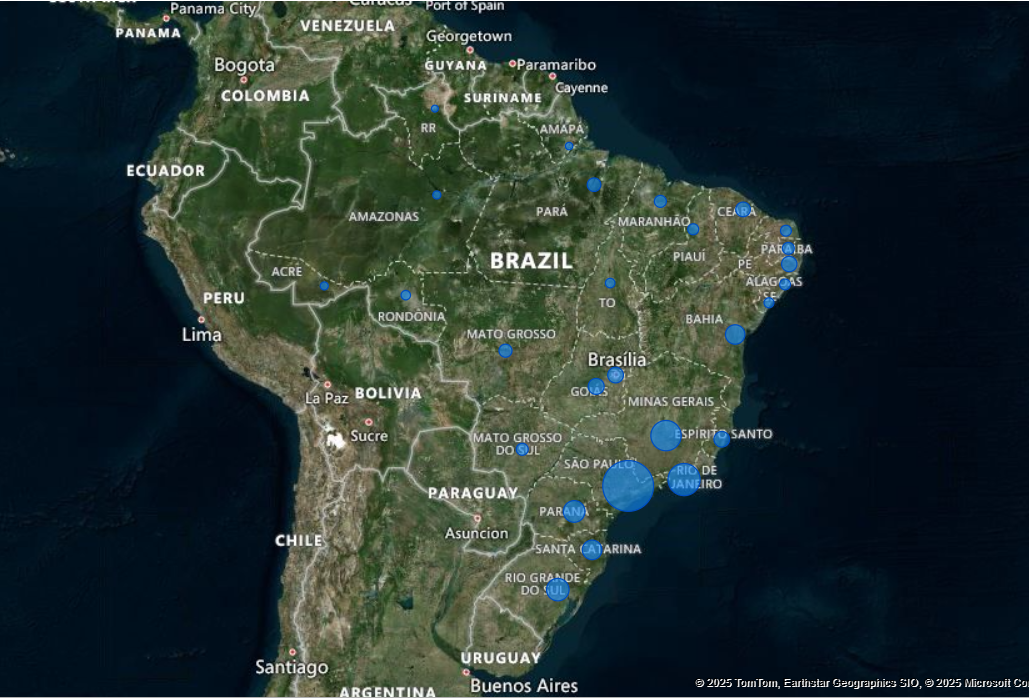 Panama City
Caracas
Port of Spain
PANAMA
VENEZUELA
Georgetown
GUYANA
Paramaribo
Bogota
COLOMBIA
SURINAME
Cayenne
RR
AMAPÁ
ECUADOR
AMAZONAS
PARÁ
MARANHÃO
CEARÁ
PARAÍBA
BRAZIL
PIAUÍ
PE
ACRE
ALAGOAS
SE
PERU
TO
RONDÔNIA
BAHIA
Lima
MATO GROSSO
Brasília
La Paz
BOLIVIA
GOIÁS
MINAS GERAIS
Sucre
MATO GROSSO
DO SUL
ESPÍRITO SANTO
SÃO PAULO
RIO DE
JANEIRO
PARAGUAY
PARANÁ
Asuncion
CHILE
SANTA CATARINA
RIO GRANDE
DO SUL
Santiago
URUGUAY
Buenos Aires
ARGENTINA
© 2025 TomTom, Earthstar Geographics SIO, © 2025 Microsoft Co